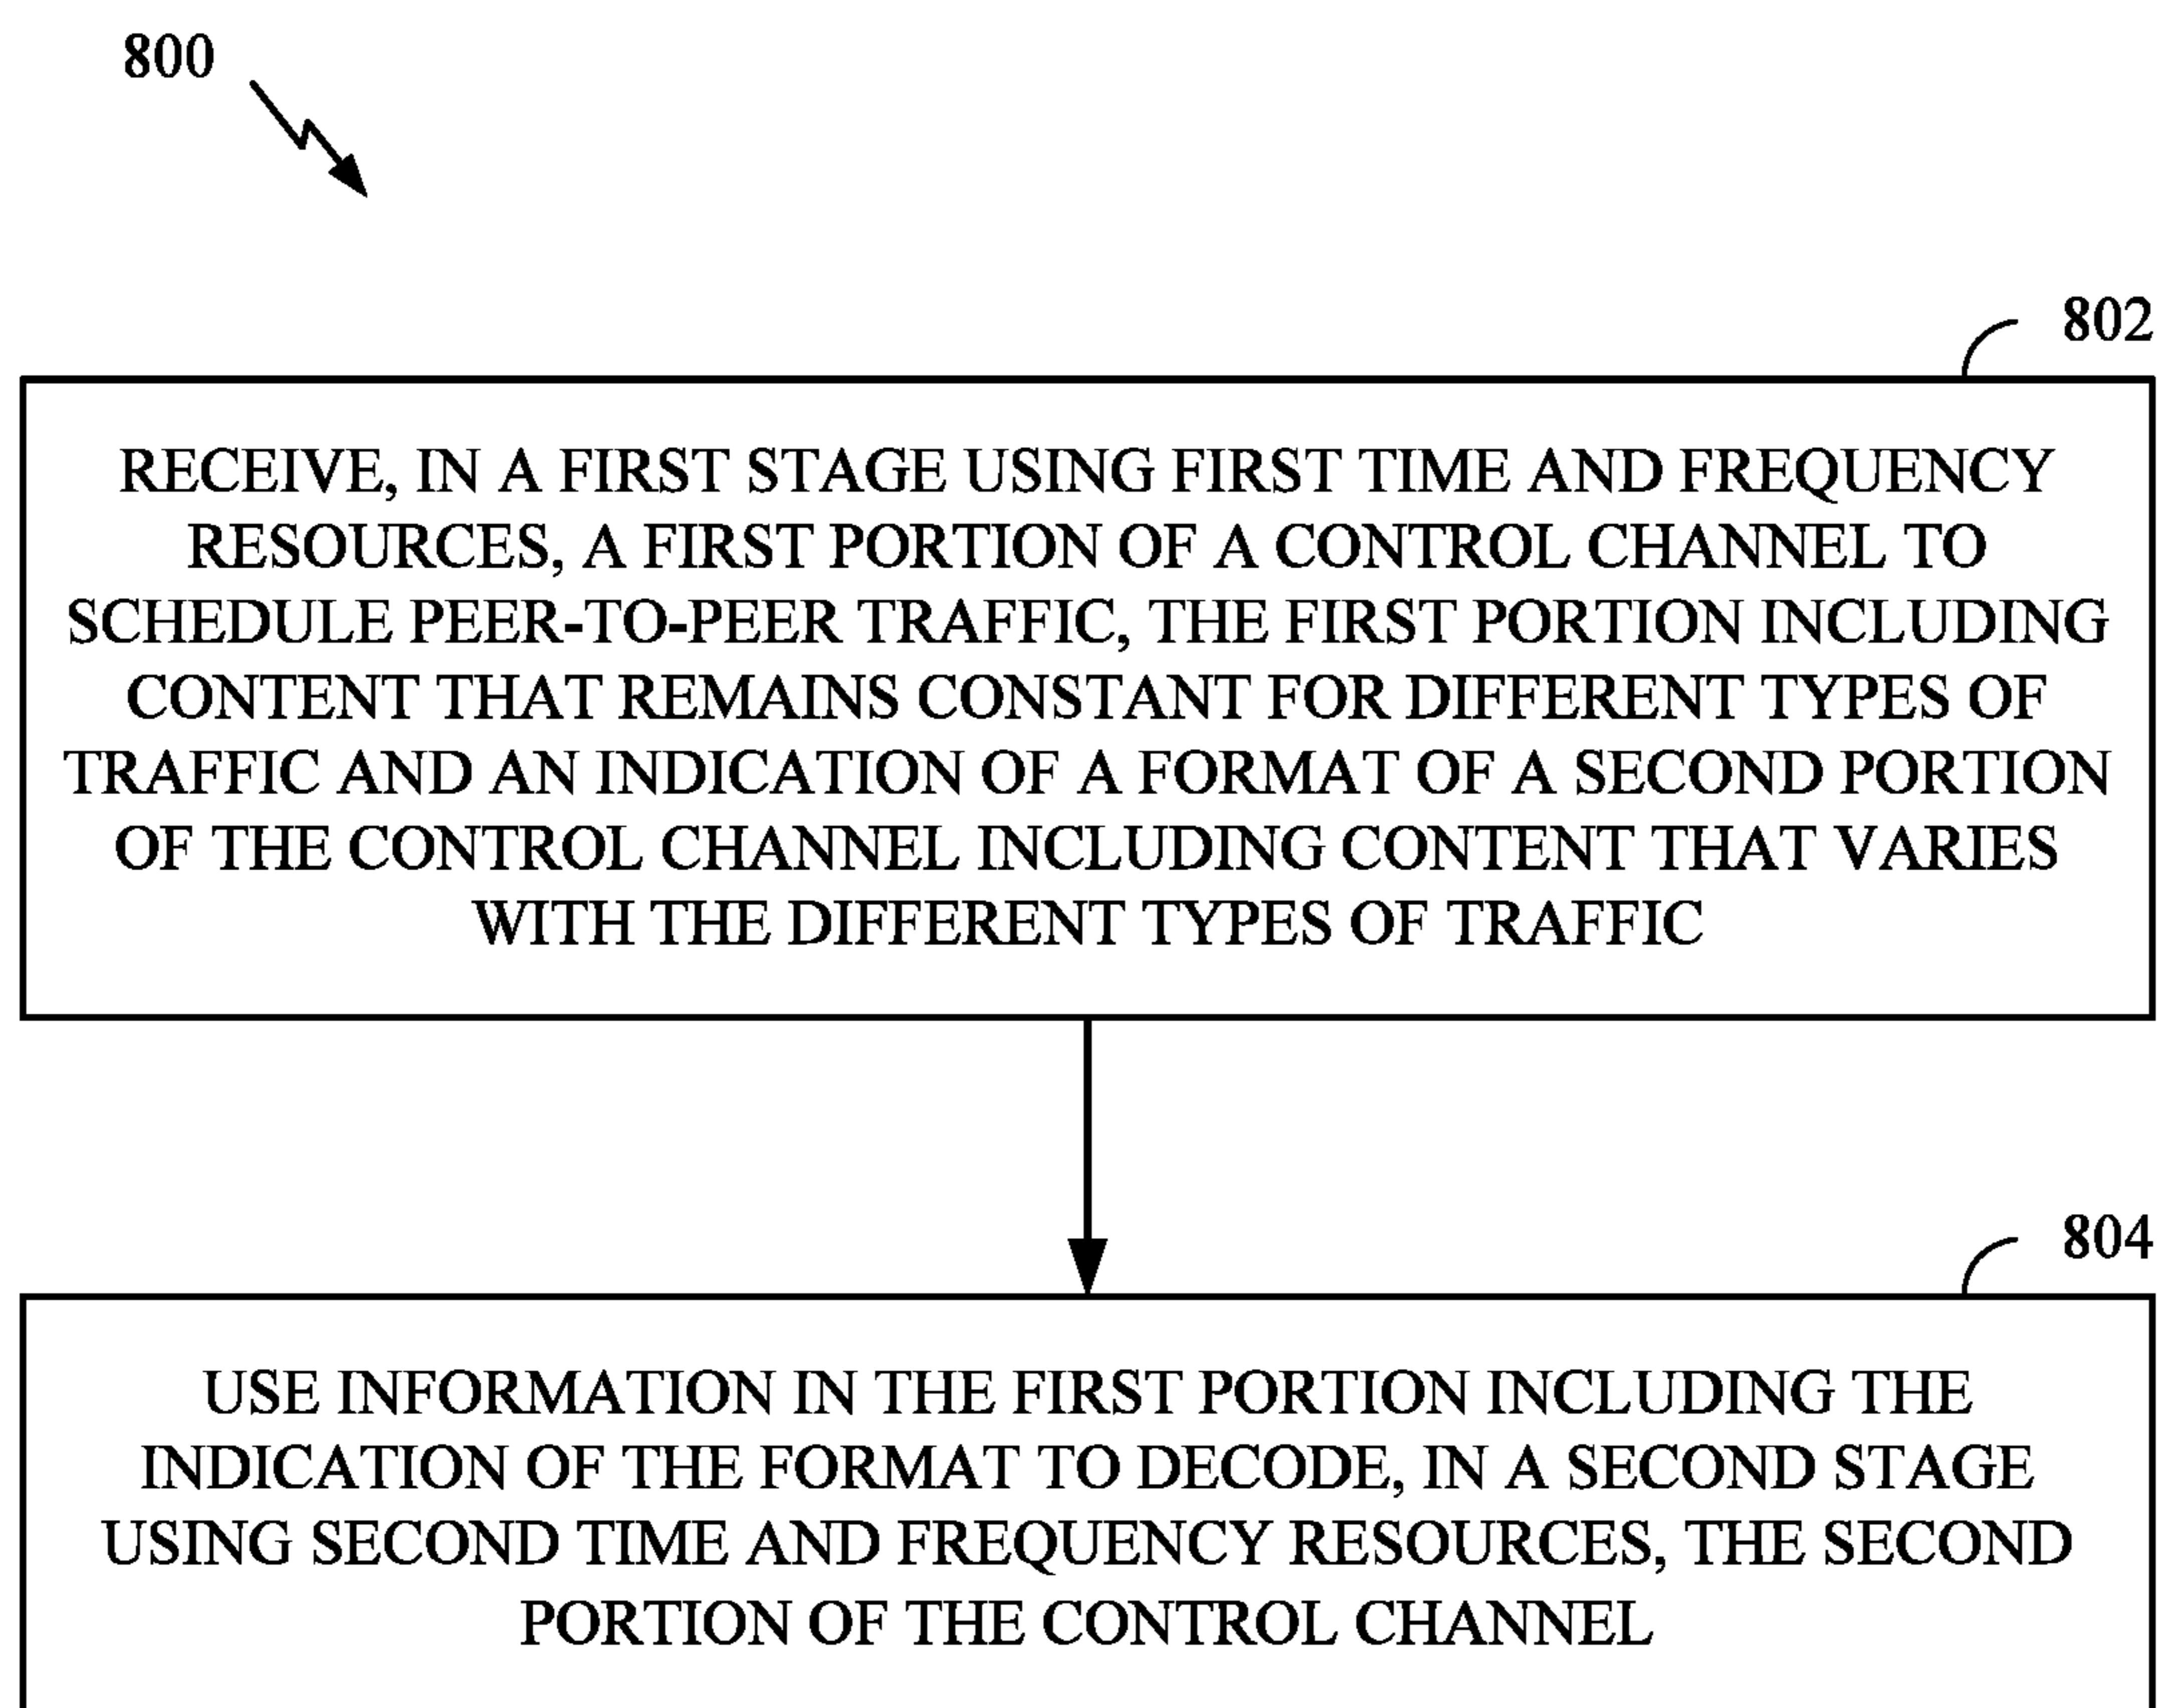 800
802
RECEIVE, IN A FIRST STAGE USING FIRST TIME AND FREQUENCY
RESOURCES, A FIRST PORTION OF A CONTROL CHANNEL TO
SCHEDULE PEER-TO-PEER TRAFFIC, THE FIRST PORTION INCLUDING
CONTENT THAT REMAINS CONSTANT FOR DIFFERENT TYPES OF
TRAFFIC AND AN INDICATION OF A FORMAT OF A SECOND PORTION
OF THE CONTROL CHANNEL INCLUDING CONTENT THAT VARIES
WITH THE DIFFERENT TYPES OF TRAFFIC
804
USE INFORMATION IN THE FIRST PORTION INCLUDING THE
INDICATION OF THE FORMAT TO DECODE, IN A SECOND STAGE
USING SECOND TIME AND FREQUENCY RESOURCES, THE SECOND
PORTION OF THE CONTROL CHANNEL